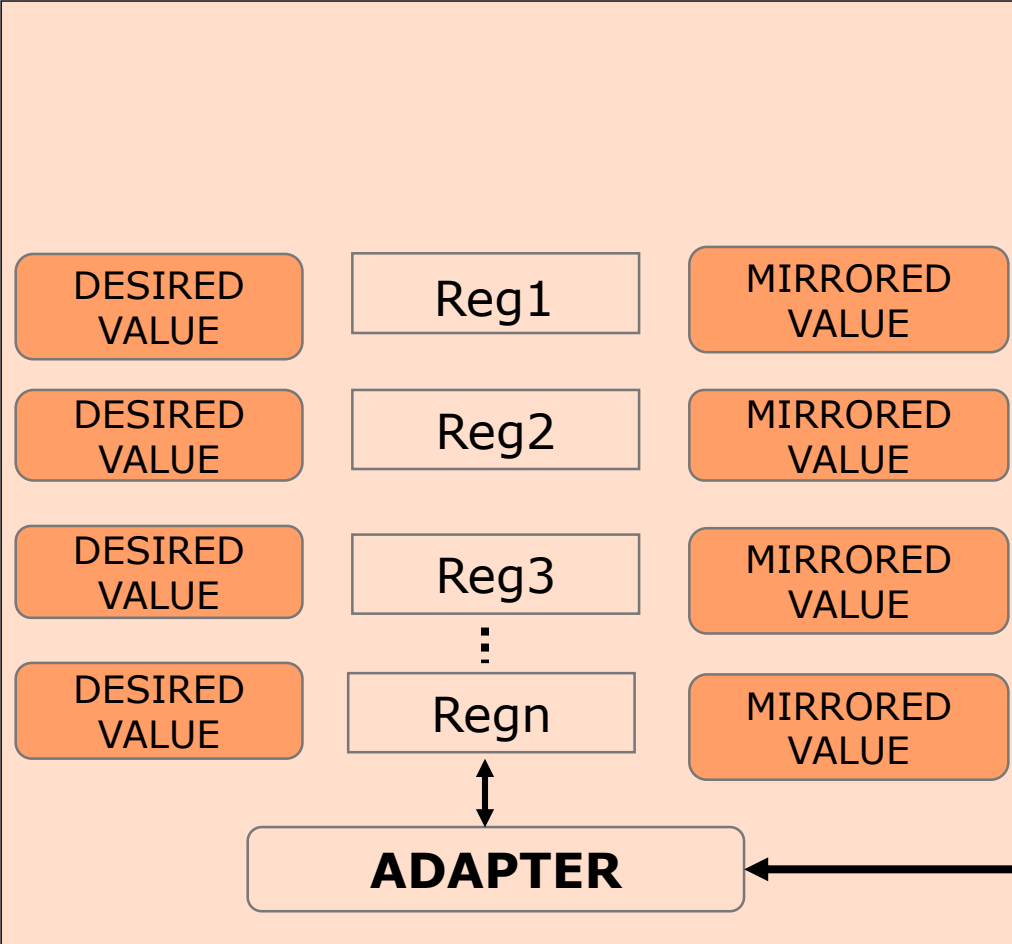 DESIRED
VALUE
Reg1
MIRRORED
VALUE
DESIRED
VALUE
Reg2
MIRRORED
VALUE
DESIRED
VALUE
Reg3
MIRRORED
VALUE
DESIRED
VALUE
Regn
MIRRORED
VALUE
ADAPTER